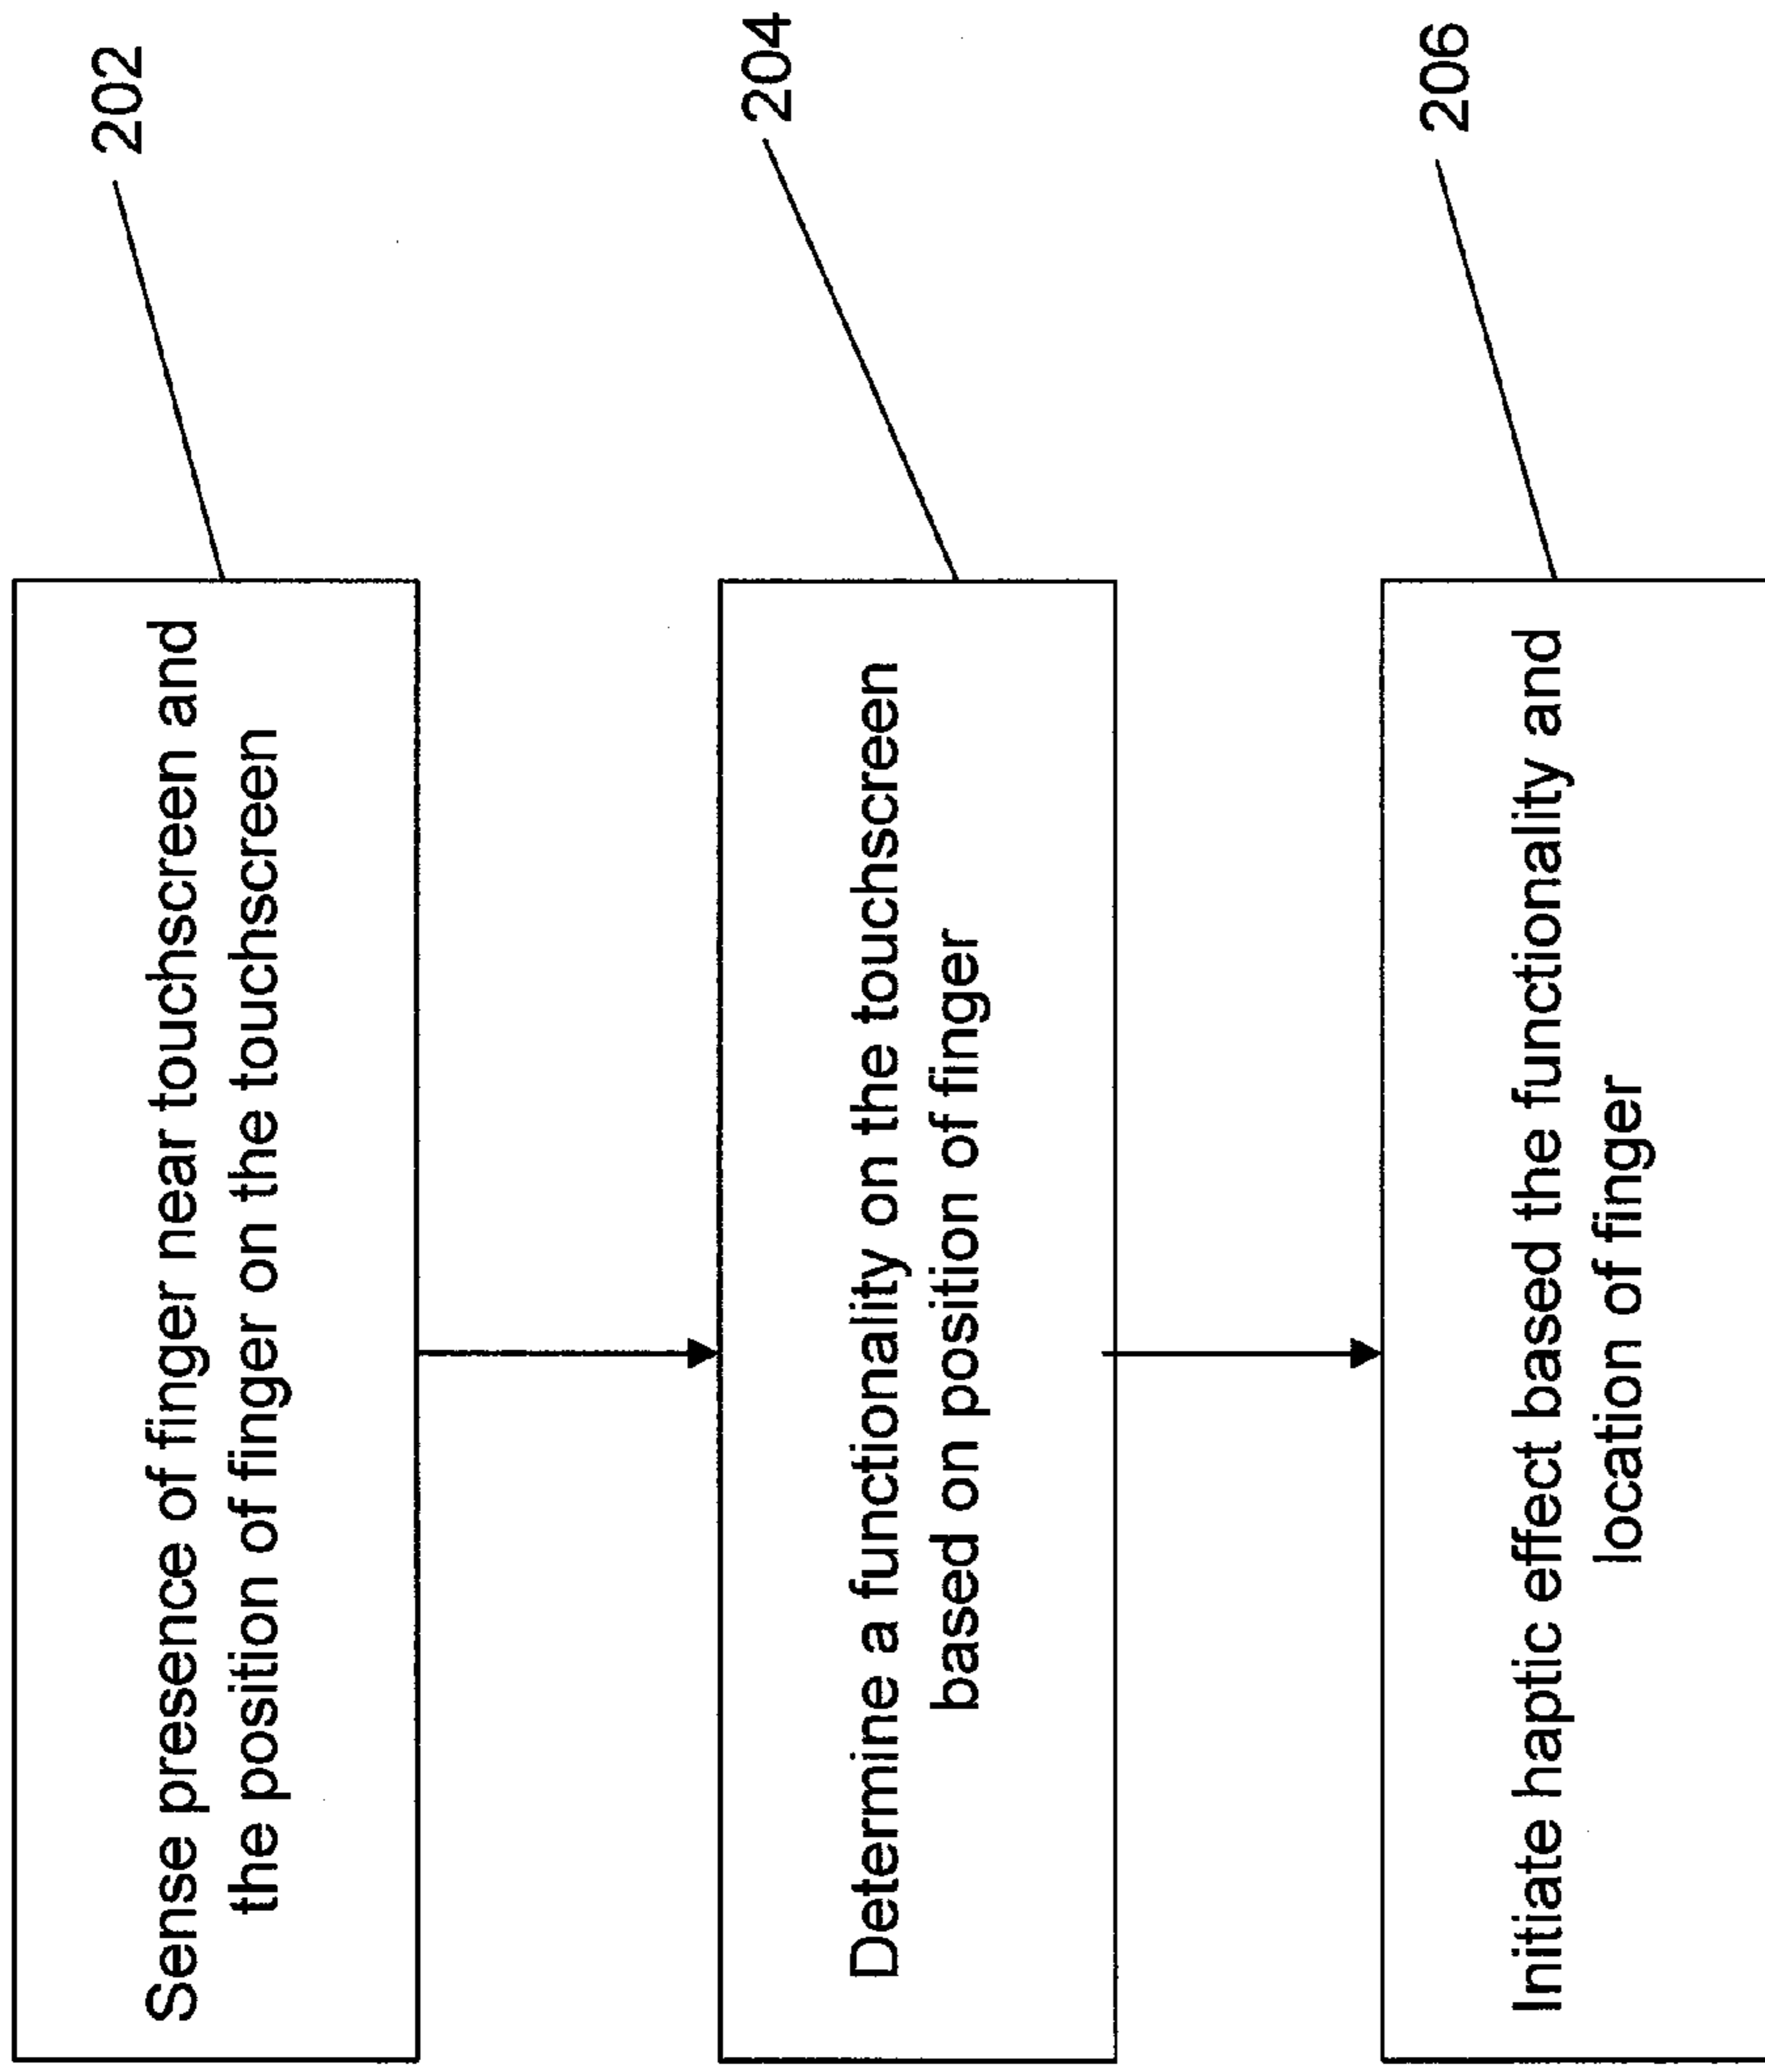 Sense presence of finger near touchscreen and
the position of finger on the touchscreen
202
Determine a functionality on the touchscreen
based on position of finger
204
Initiate haptic effect based the functionality and
location of finger
206